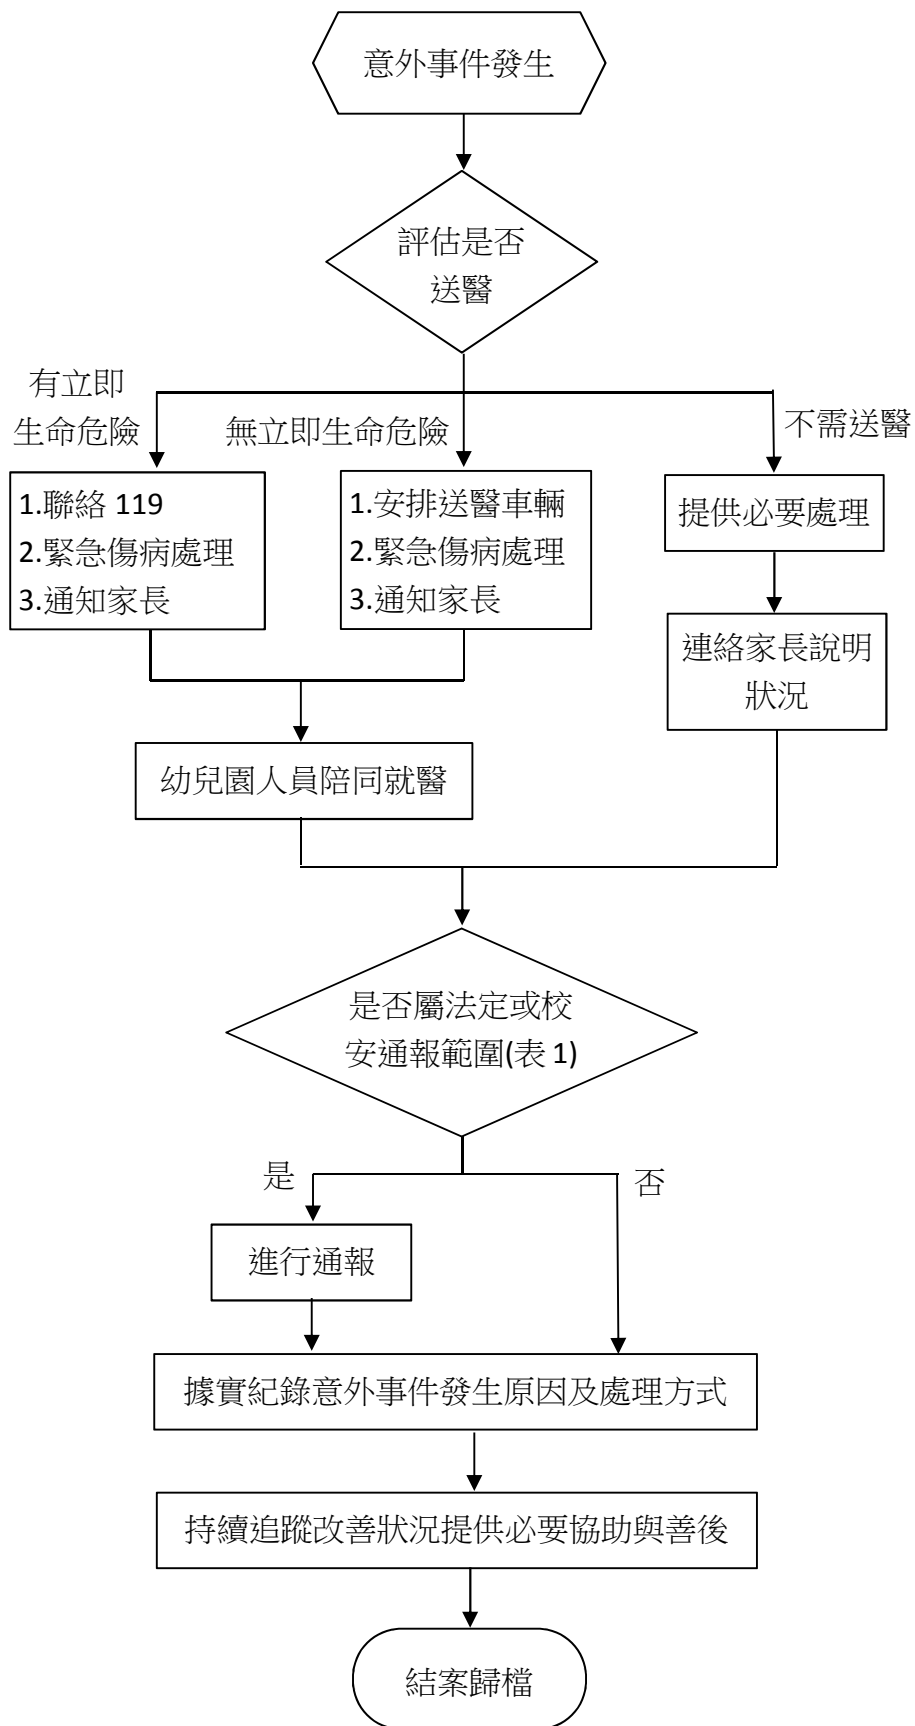 意外事件發生
評估是否
送醫
有立即
生命危險
無立即生命危險
不需送醫
1.聯絡 119
2.緊急傷病處理
3.通知家長
1.安排送醫車輛
2.緊急傷病處理
3.通知家長
提供必要處理
連絡家長說明
狀況
幼兒園人員陪同就醫
是否屬法定或校
安通報範圍(表 1)
是
否
進行通報
據實紀錄意外事件發生原因及處理方式
持續追蹤改善狀況提供必要協助與善後
結案歸檔